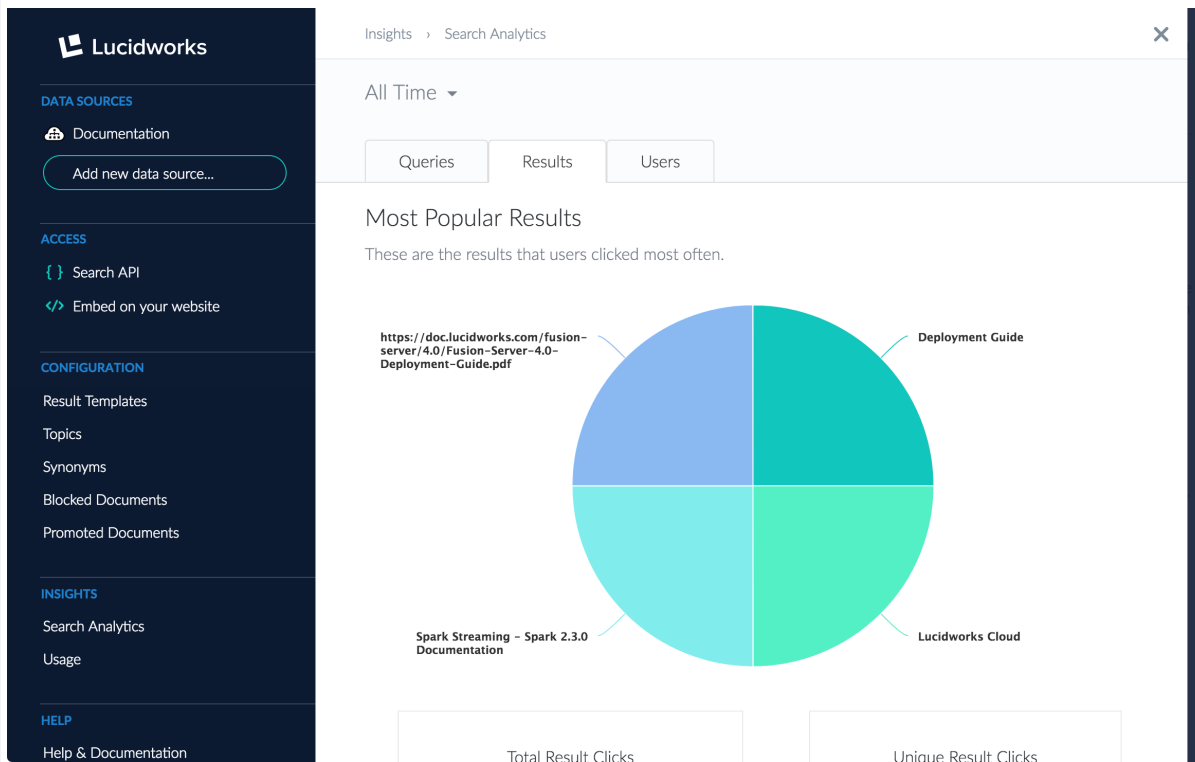 Lucidworks
DATA SOURCES
Documentation
Add new data source...
ACCESS
{ } Search API
</> Embed on your website
CONFIGURATION
Result Templates
Topics
Synonyms
Blocked Documents
Promoted Documents
INSIGHTS
Search Analytics
Usage
HELP
Help & Documentation
Insights › Search Analytics
All Time
Queries
Results
Users
Most Popular Results
These are the results that users clicked most often.
https://doc.lucidworks.com/fusion-
server/4.0/Fusion-Server-4.0-
Deployment-Guide.pdf
Deployment Guide
Spark Streaming - Spark 2.3.0
Documentation
Lucidworks Cloud
Total Result Clicks
Unique Result Clicks